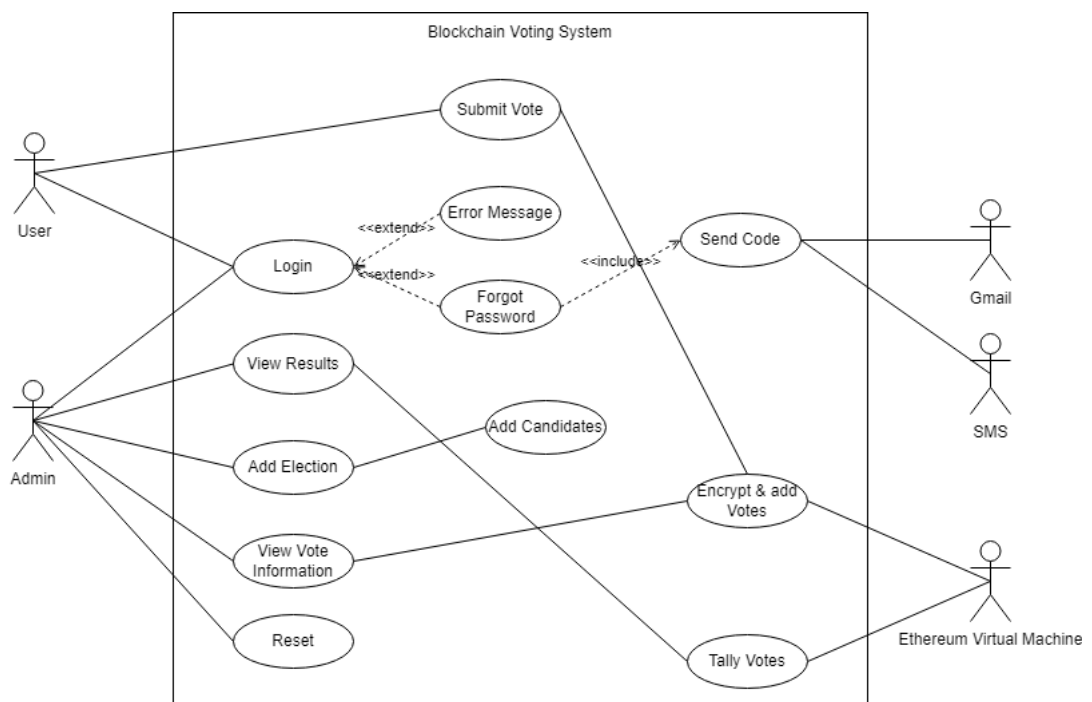 Blockchain Voting System
Submit Vote
User
Error Message
<<extend>>
Login
<<extend>>
Forgot
Password
<<include>>
Send Code
Gmail
View Results
SMS
Admin
Add Election
Add Candidates
Encrypt & add
Votes
View Vote
Information
Reset
Tally Votes
Ethereum Virtual Machine